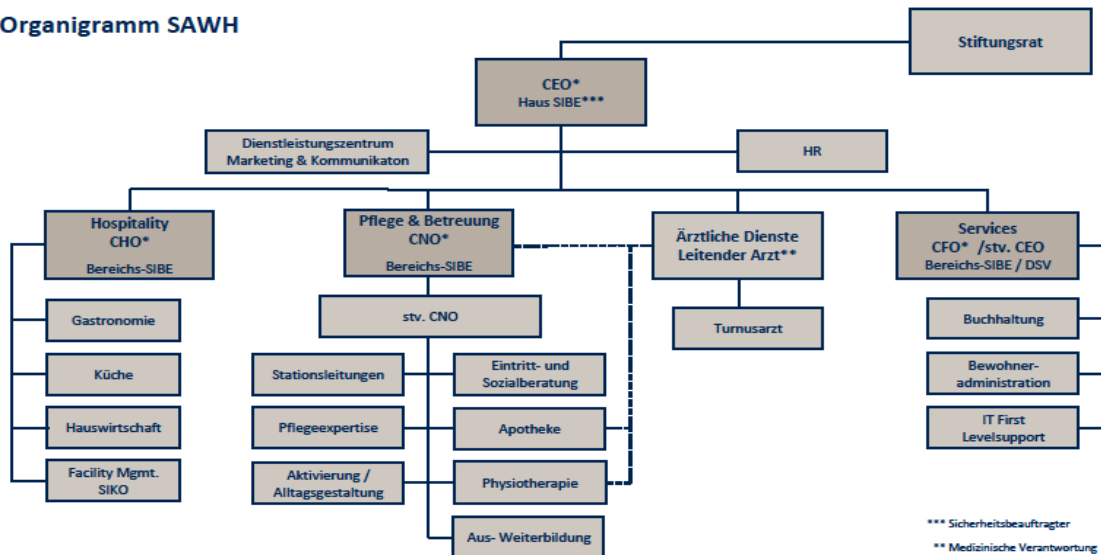 Organigramm SAWH
Stiftungsrat
CEO*
Haus SIBE***
Dienstleistungszentrum
Marketing & Kommunikaton
HR
Hospitality
CHO*
Bereichs-SIBE
Pflege & Betreuung
CNO*
Bereichs-SIBE
Ärztliche Dienste
Leitender Arzt**
Services
CFO* /stv. CEO
Bereichs-SIBE / DSV
Gastronomie
Küche
Hauswirtschaft
Facility Mgmt.
SIKO
stv. CNO
Stationsleitungen
Eintritt- und
Sozialberatung
Pflegeexpertise
Apotheke
Aktivierung /
Alltagsgestaltung
Physiotherapie
Aus- Weiterbildung
Turnusarzt
Buchhaltung
Bewohner-
administration
IT First
Levelsupport
*** Sicherheitsbeauftragter
** Medizinische Verantwortung